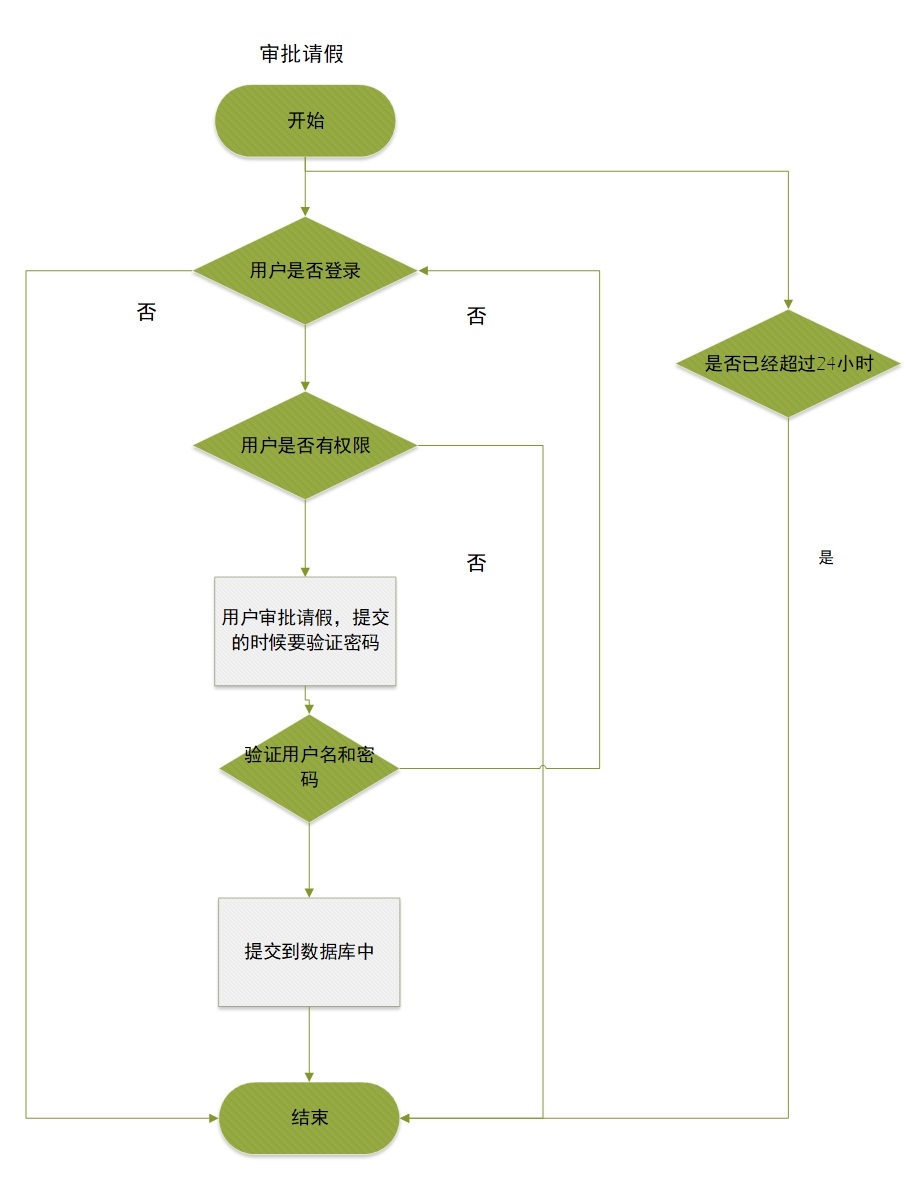 审批请假
开始
用户是否登录
否
否
是否已经超过24小时
用户是否有权限
是
否
用户审批请假，提交
的时候要验证密码
验证用户名和密
码
提交到数据库中
结束